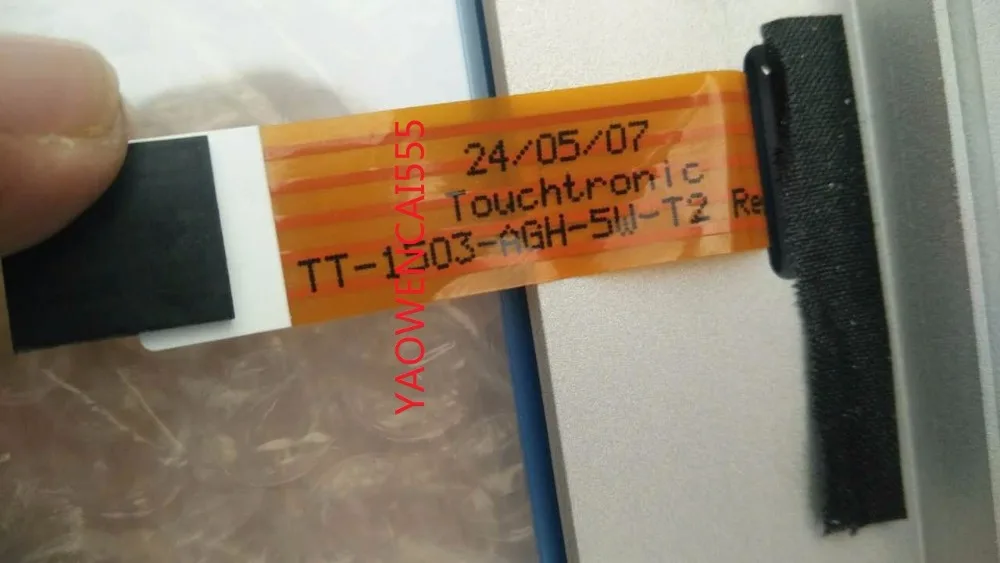 24/05/07
Touchtronic
TT-1503-AGH-5W-T2 Re
YAOWENCAI555